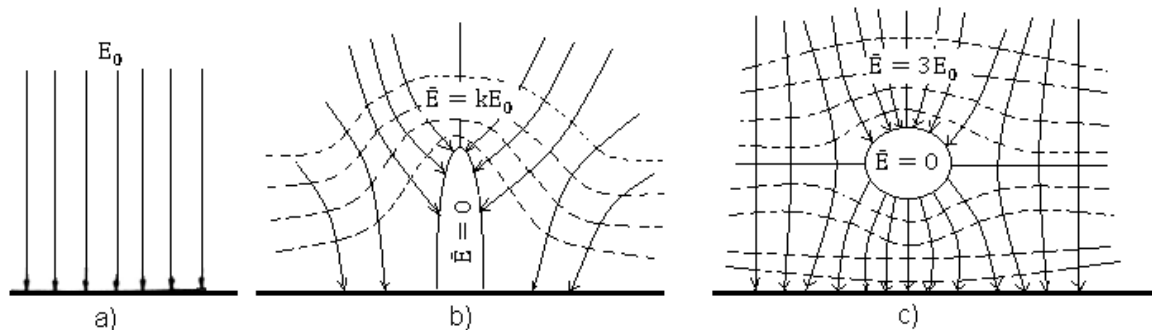 E₀
a)
Ē = kE₀
Ē = 0
b)
Ē = 3E₀
Ē = 0
c)